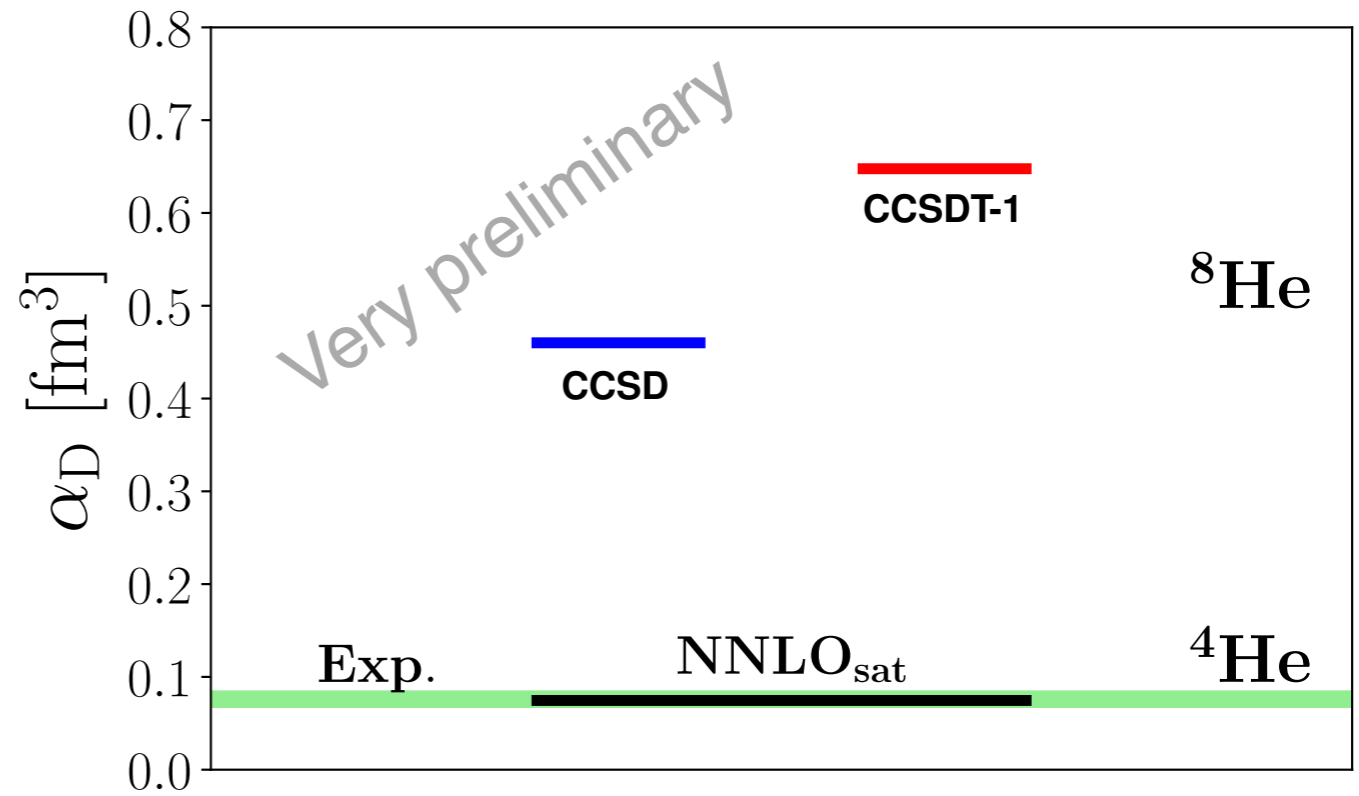 0.8
0.7
0.6
0.5
0.4
0.3
0.2
0.1
0.0
α_D [fm³]
Very preliminary
CCSDT-1
⁸He
CCSD
Exp.
NNLO_sat
⁴He